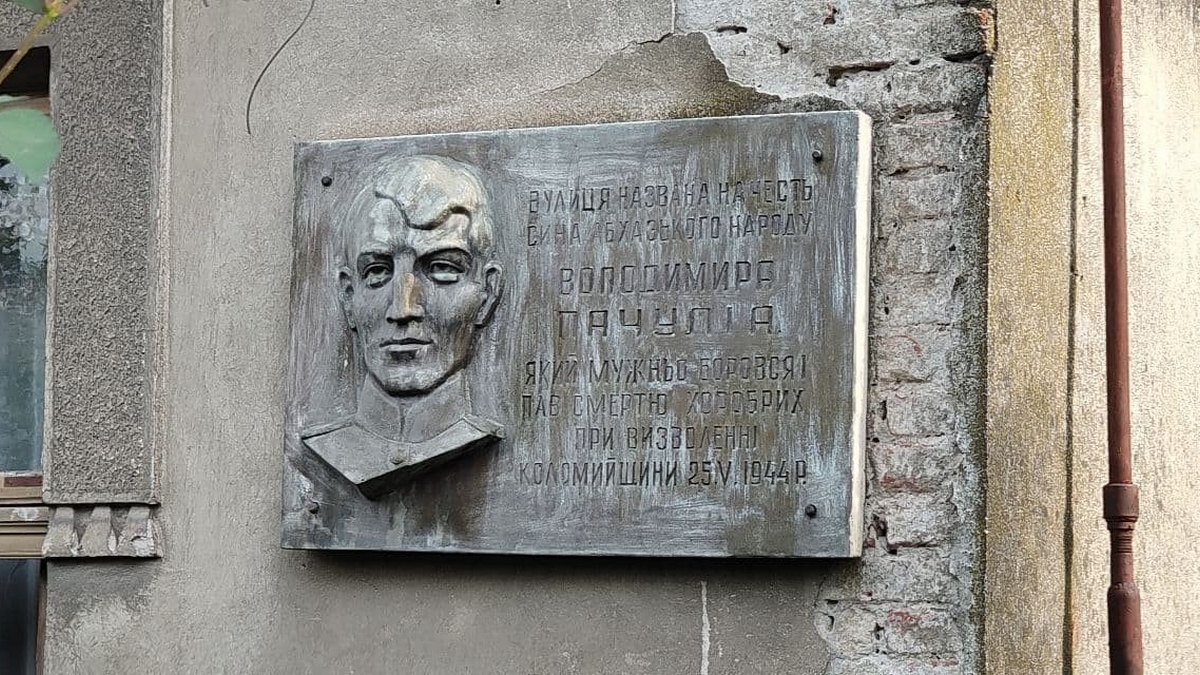 ВУЛИЦЯ НАЗВАНА НА ЧЕСТЬ
СИНА АБХАЗЬКОГО НАРОДУ
ВОЛОДИМИРА
ПАЧУЛІА
ЯКИЙ МУЖНЬО БОРОВСЯ І
ПАВ СМЕРТЮ ХОРОБРИХ
ПРИ ВИЗВОЛЕННІ
КОЛОМИЙЩИНИ 25.V.1944 Р.